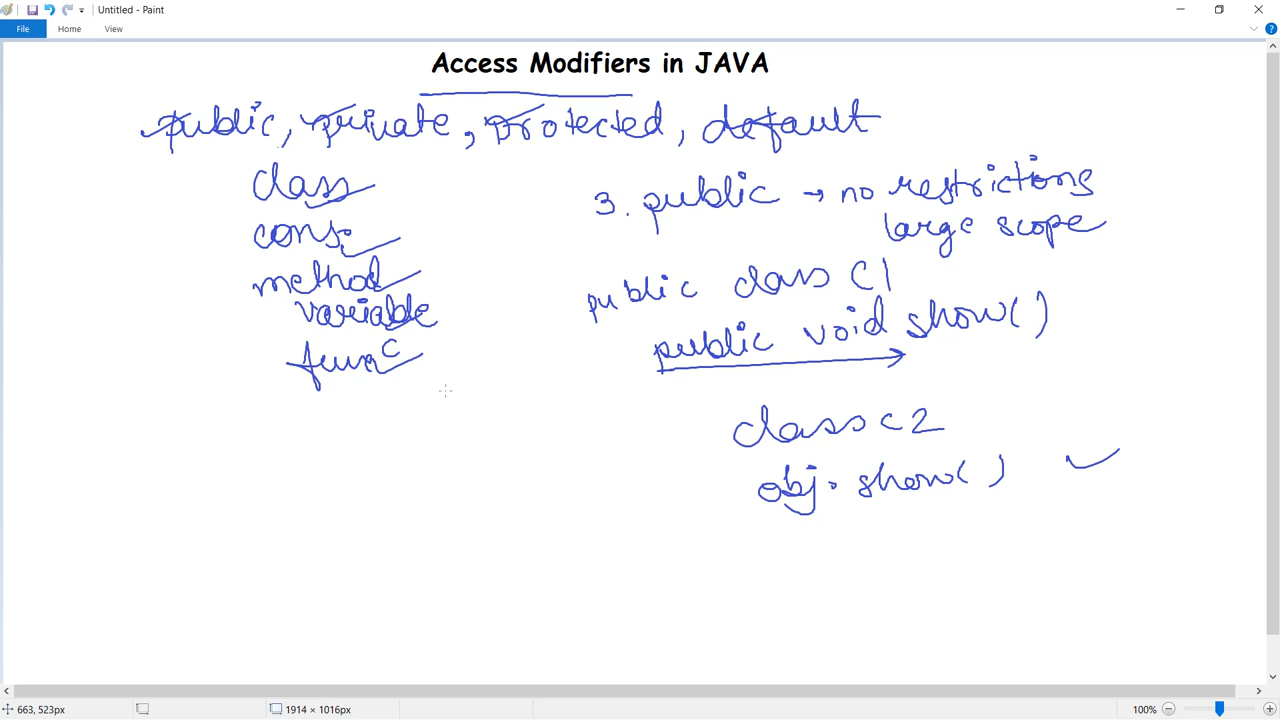 Untitled - Paint
File Home View
Access Modifiers in JAVA
public, private, protected, default
class
cons.
method
variable
func
3. public → no restrictions
large scope
public class C1
public void show()
class c2
obj. show()
663, 523px
1914 × 1016px
100%